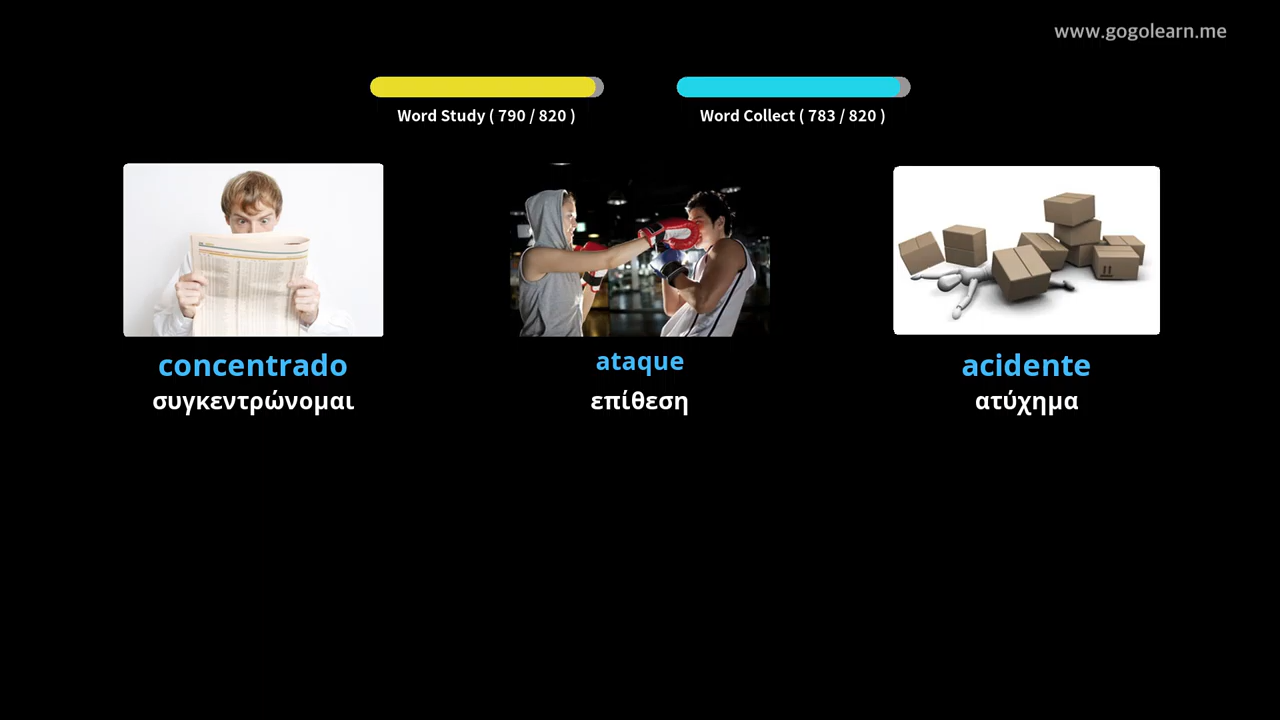 www.gogolearn.me
Word Study ( 790 / 820 )
Word Collect ( 783 / 820 )
concentrado
συγκεντρώνομαι
ataque
επίθεση
acidente
ατύχημα